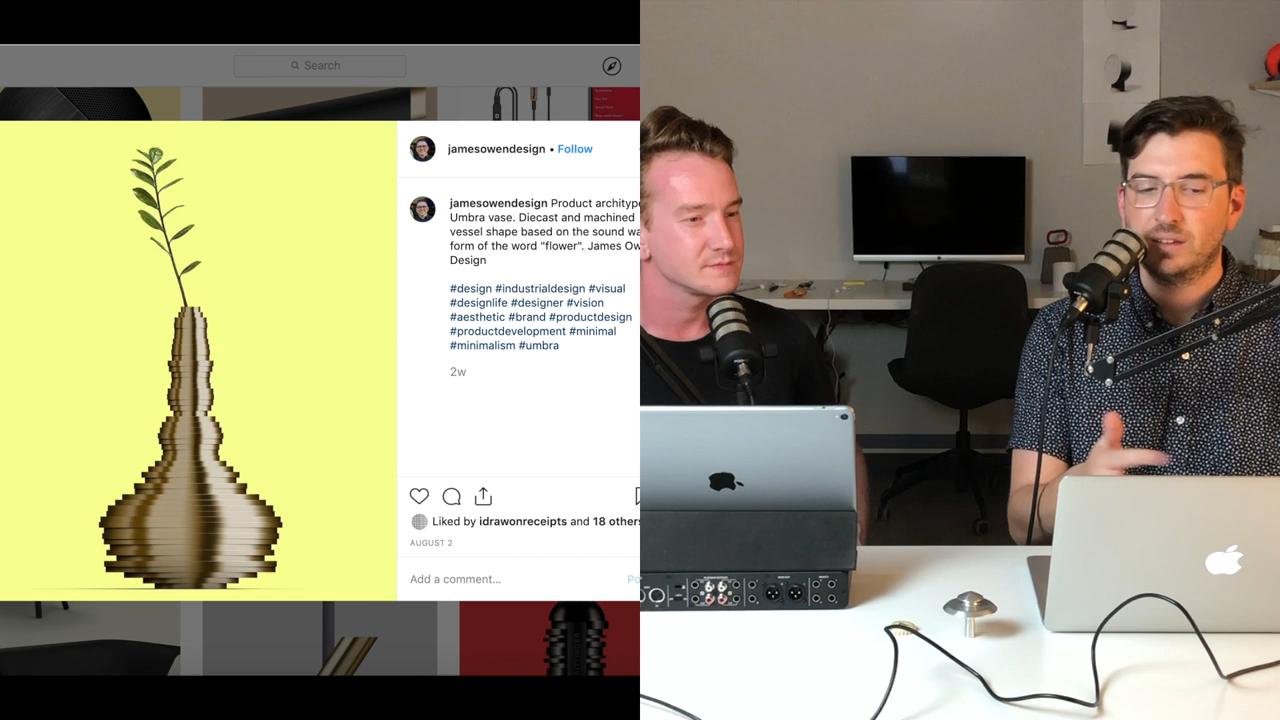 Search
jamesowendesign • Follow
jamesowendesign Product archityp
Umbra vase. Diecast and machined
vessel shape based on the sound wa
form of the word "flower". James Ow
Design
#design #industrialdesign #visual
#designlife #designer #vision
#aesthetic #brand #productdesign
#productdevelopment #minimal
#minimalism #umbra
2w
Liked by idrawonreceipts and 18 others
AUGUST 2
Add a comment...
Po